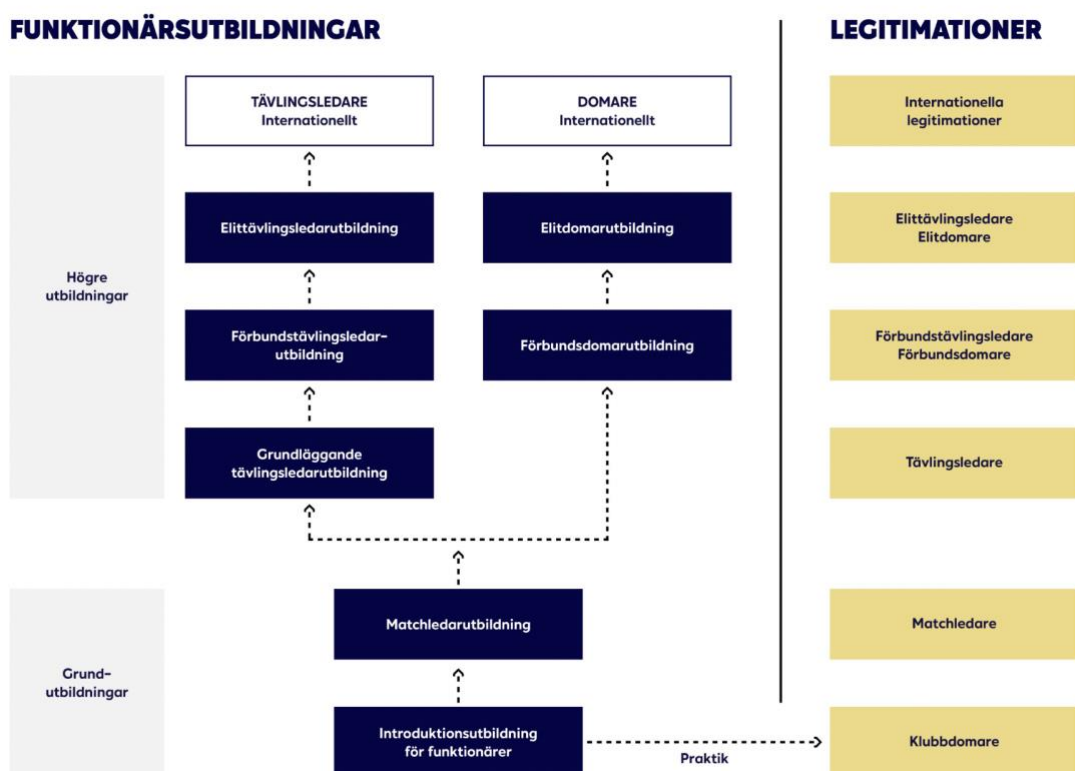 FUNKTIONÄRSUTBILDNINGAR
LEGITIMATIONER
TÄVLINGSLEDARE
Internationellt
DOMARE
Internationellt
Internationella
legitimationer
Elittävlingsledarutbildning
Elitdomarutbildning
Elittävlingsledare
Elitdomare
Högre
utbildningar
Förbundstävlingsledar-
utbildning
Förbundsdomarutbildning
Förbundstävlingsledare
Förbundsdomare
Grundläggande
tävlingsledarutbildning
Tävlingsledare
Matchledarutbildning
Matchledare
Grund-
utbildningar
Introduktionsutbildning
för funktionärer
Praktik
Klubbdomare